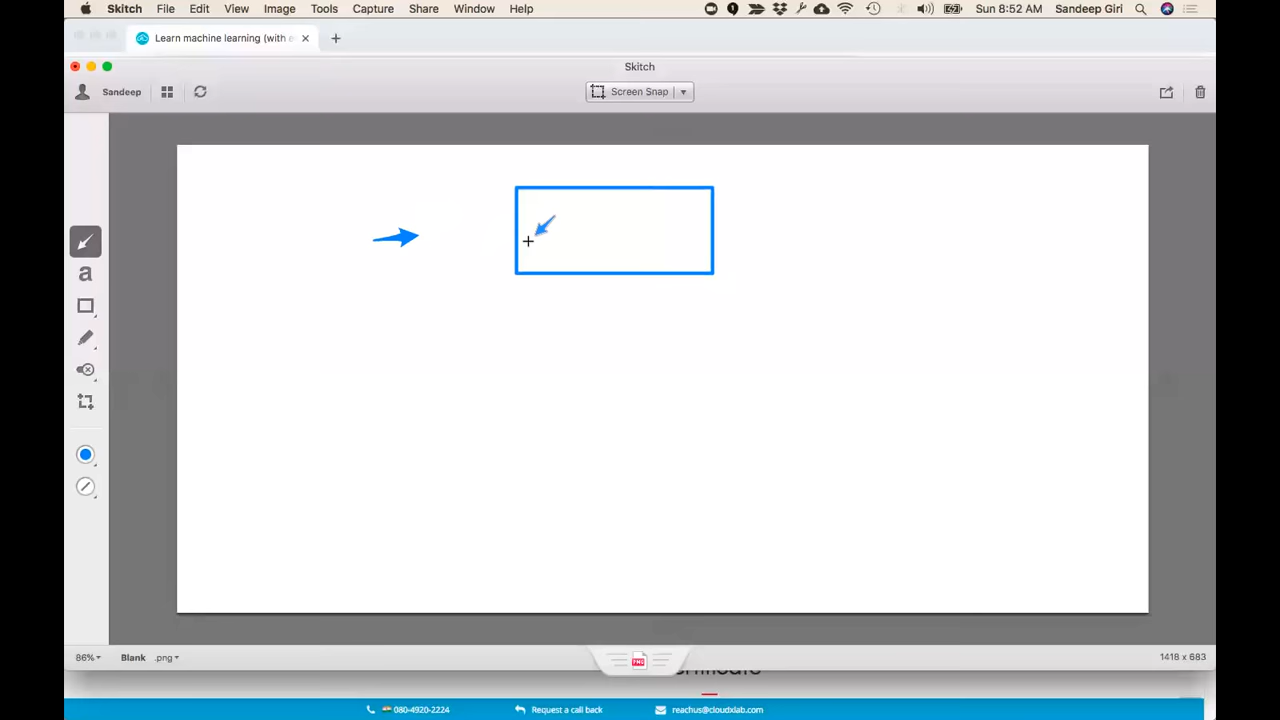 Skitch File Edit View Image Tools Capture Share Window Help Sun 8:52 AM Sandeep Giri
Learn machine learning (with
Skitch
Sandeep
Screen Snap
a
86% Blank .png 1418 x 683
PNG
080-4920-2224 Request a call back reachus@cloudxlab.com